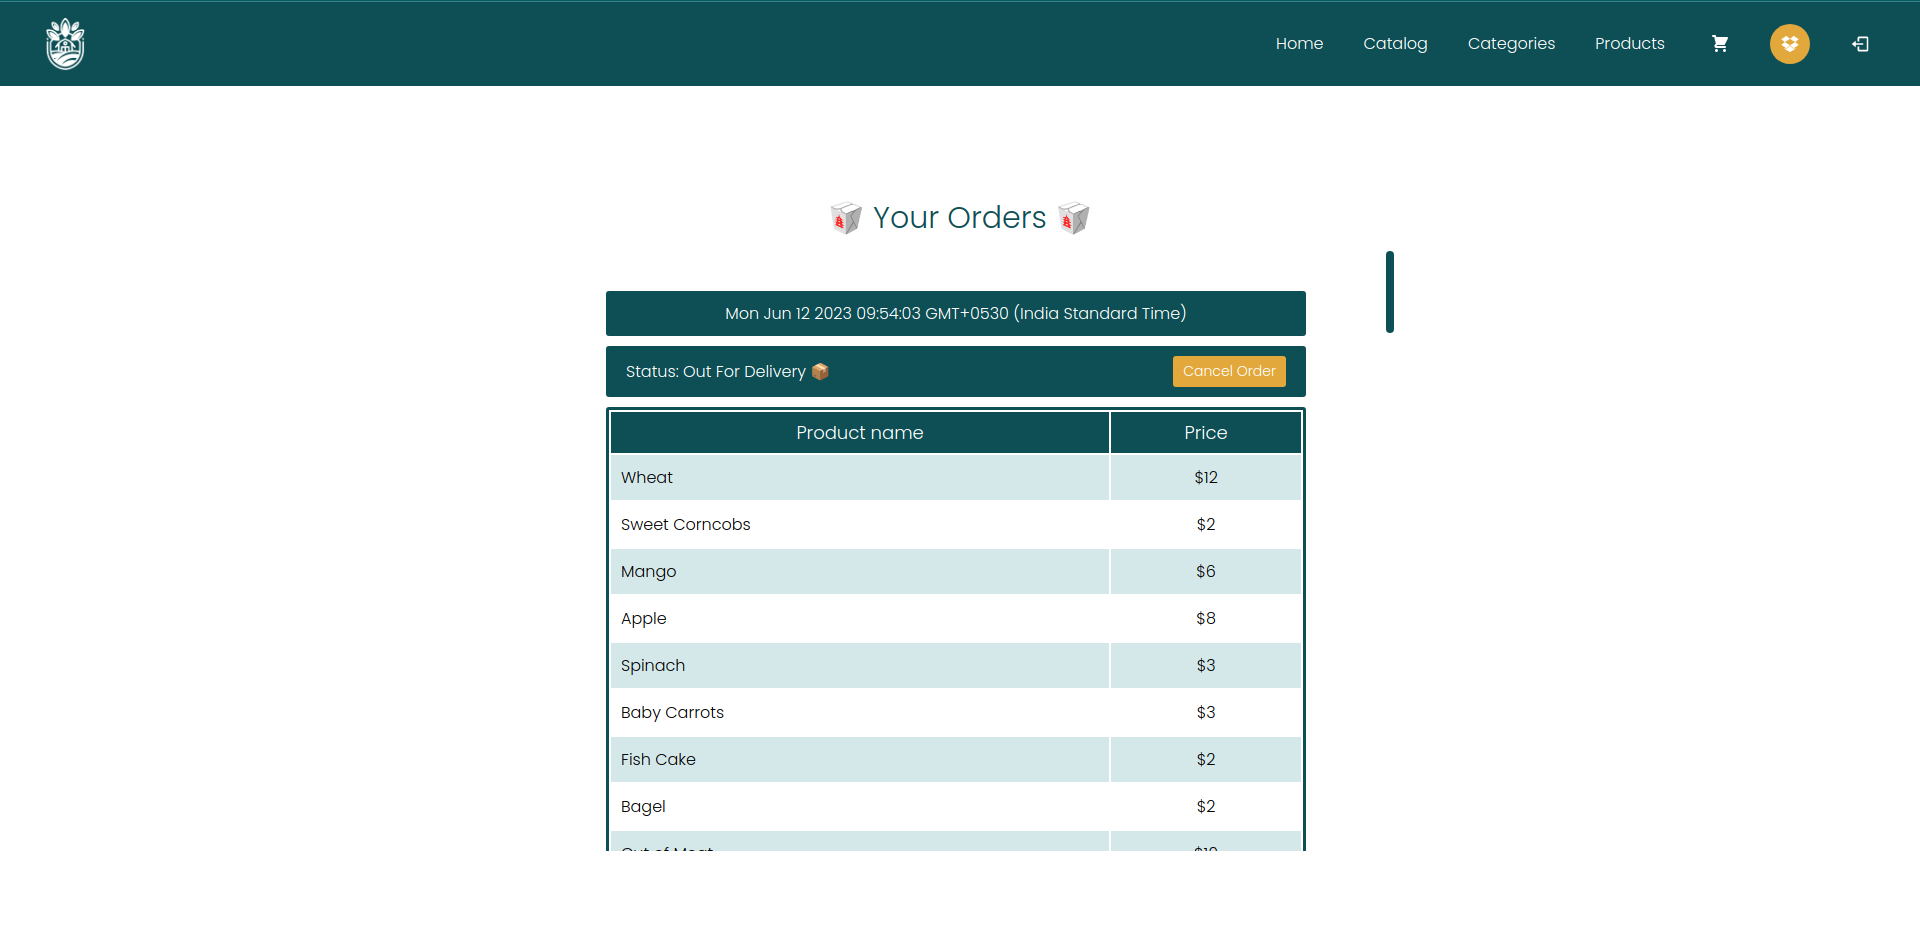 Home Catalog Categories Products
Your Orders
Mon Jun 12 2023 09:54:03 GMT+0530 (India Standard Time)
Status: Out For Delivery 📦 Cancel Order
Product name Price
Wheat $12
Sweet Corncobs $2
Mango $6
Apple $8
Spinach $3
Baby Carrots $3
Fish Cake $2
Bagel $2